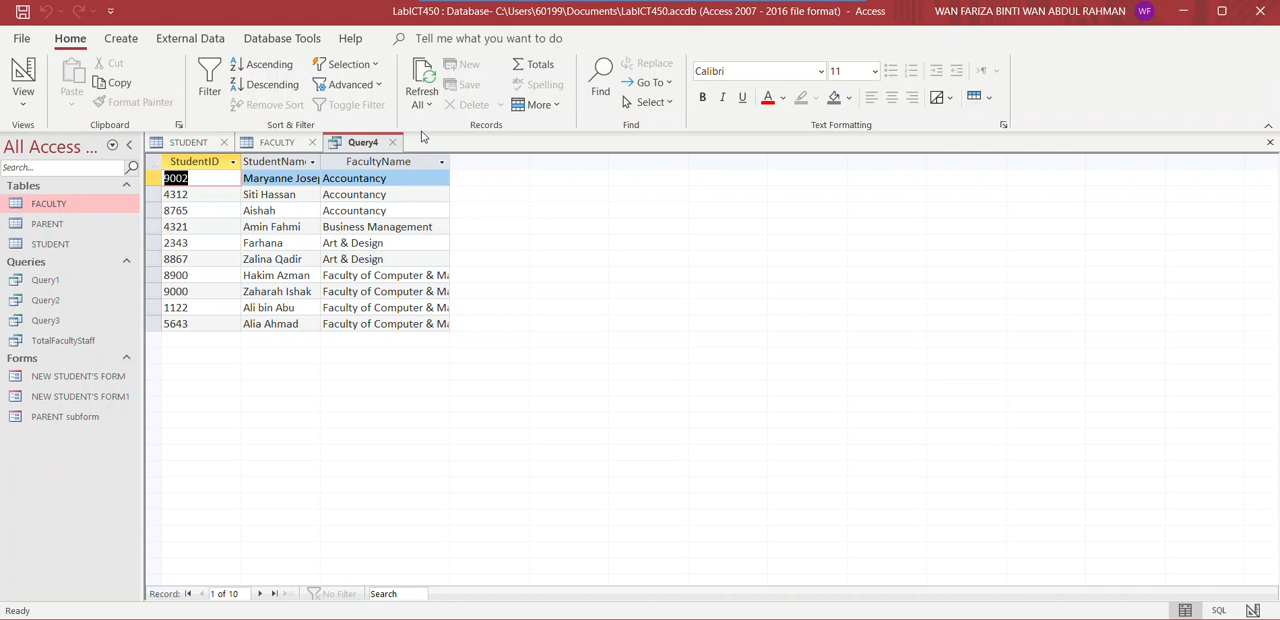 LabICT450 : Database- C:\Users\60199\Documents\LabICT450.accdb (Access 2007 - 2016 file format) - Access WAN FARIZA BINTI WAN ABDUL RAHMAN WF
File Home Create External Data Database Tools Help Tell me what you want to do
View
Views
Paste
Cut
Copy
Format Painter
Clipboard
Filter
Ascending
Descending
Remove Sort
Selection
Advanced
Toggle Filter
Sort & Filter
Refresh
All
New
Save
Delete
Totals
Spelling
More
Records
Find
Replace
Go To
Select
Find
Calibri 11
B I U A
Text Formatting
All Access ...
Search...
Tables
FACULTY
PARENT
STUDENT
Queries
Query1
Query2
Query3
TotalFacultyStaff
Forms
NEW STUDENT'S FORM
NEW STUDENT'S FORM1
PARENT subform
STUDENT FACULTY Query4
StudentID StudentName FacultyName
9002 Maryanne Josep Accountancy
4312 Siti Hassan Accountancy
8765 Aishah Accountancy
4321 Amin Fahmi Business Management
2343 Farhana Art & Design
8867 Zalina Qadir Art & Design
8900 Hakim Azman Faculty of Computer & Ma
9000 Zaharah Ishak Faculty of Computer & Ma
1122 Ali bin Abu Faculty of Computer & Ma
5643 Alia Ahmad Faculty of Computer & Ma
Record: 1 of 10 No Filter Search
Ready SQL